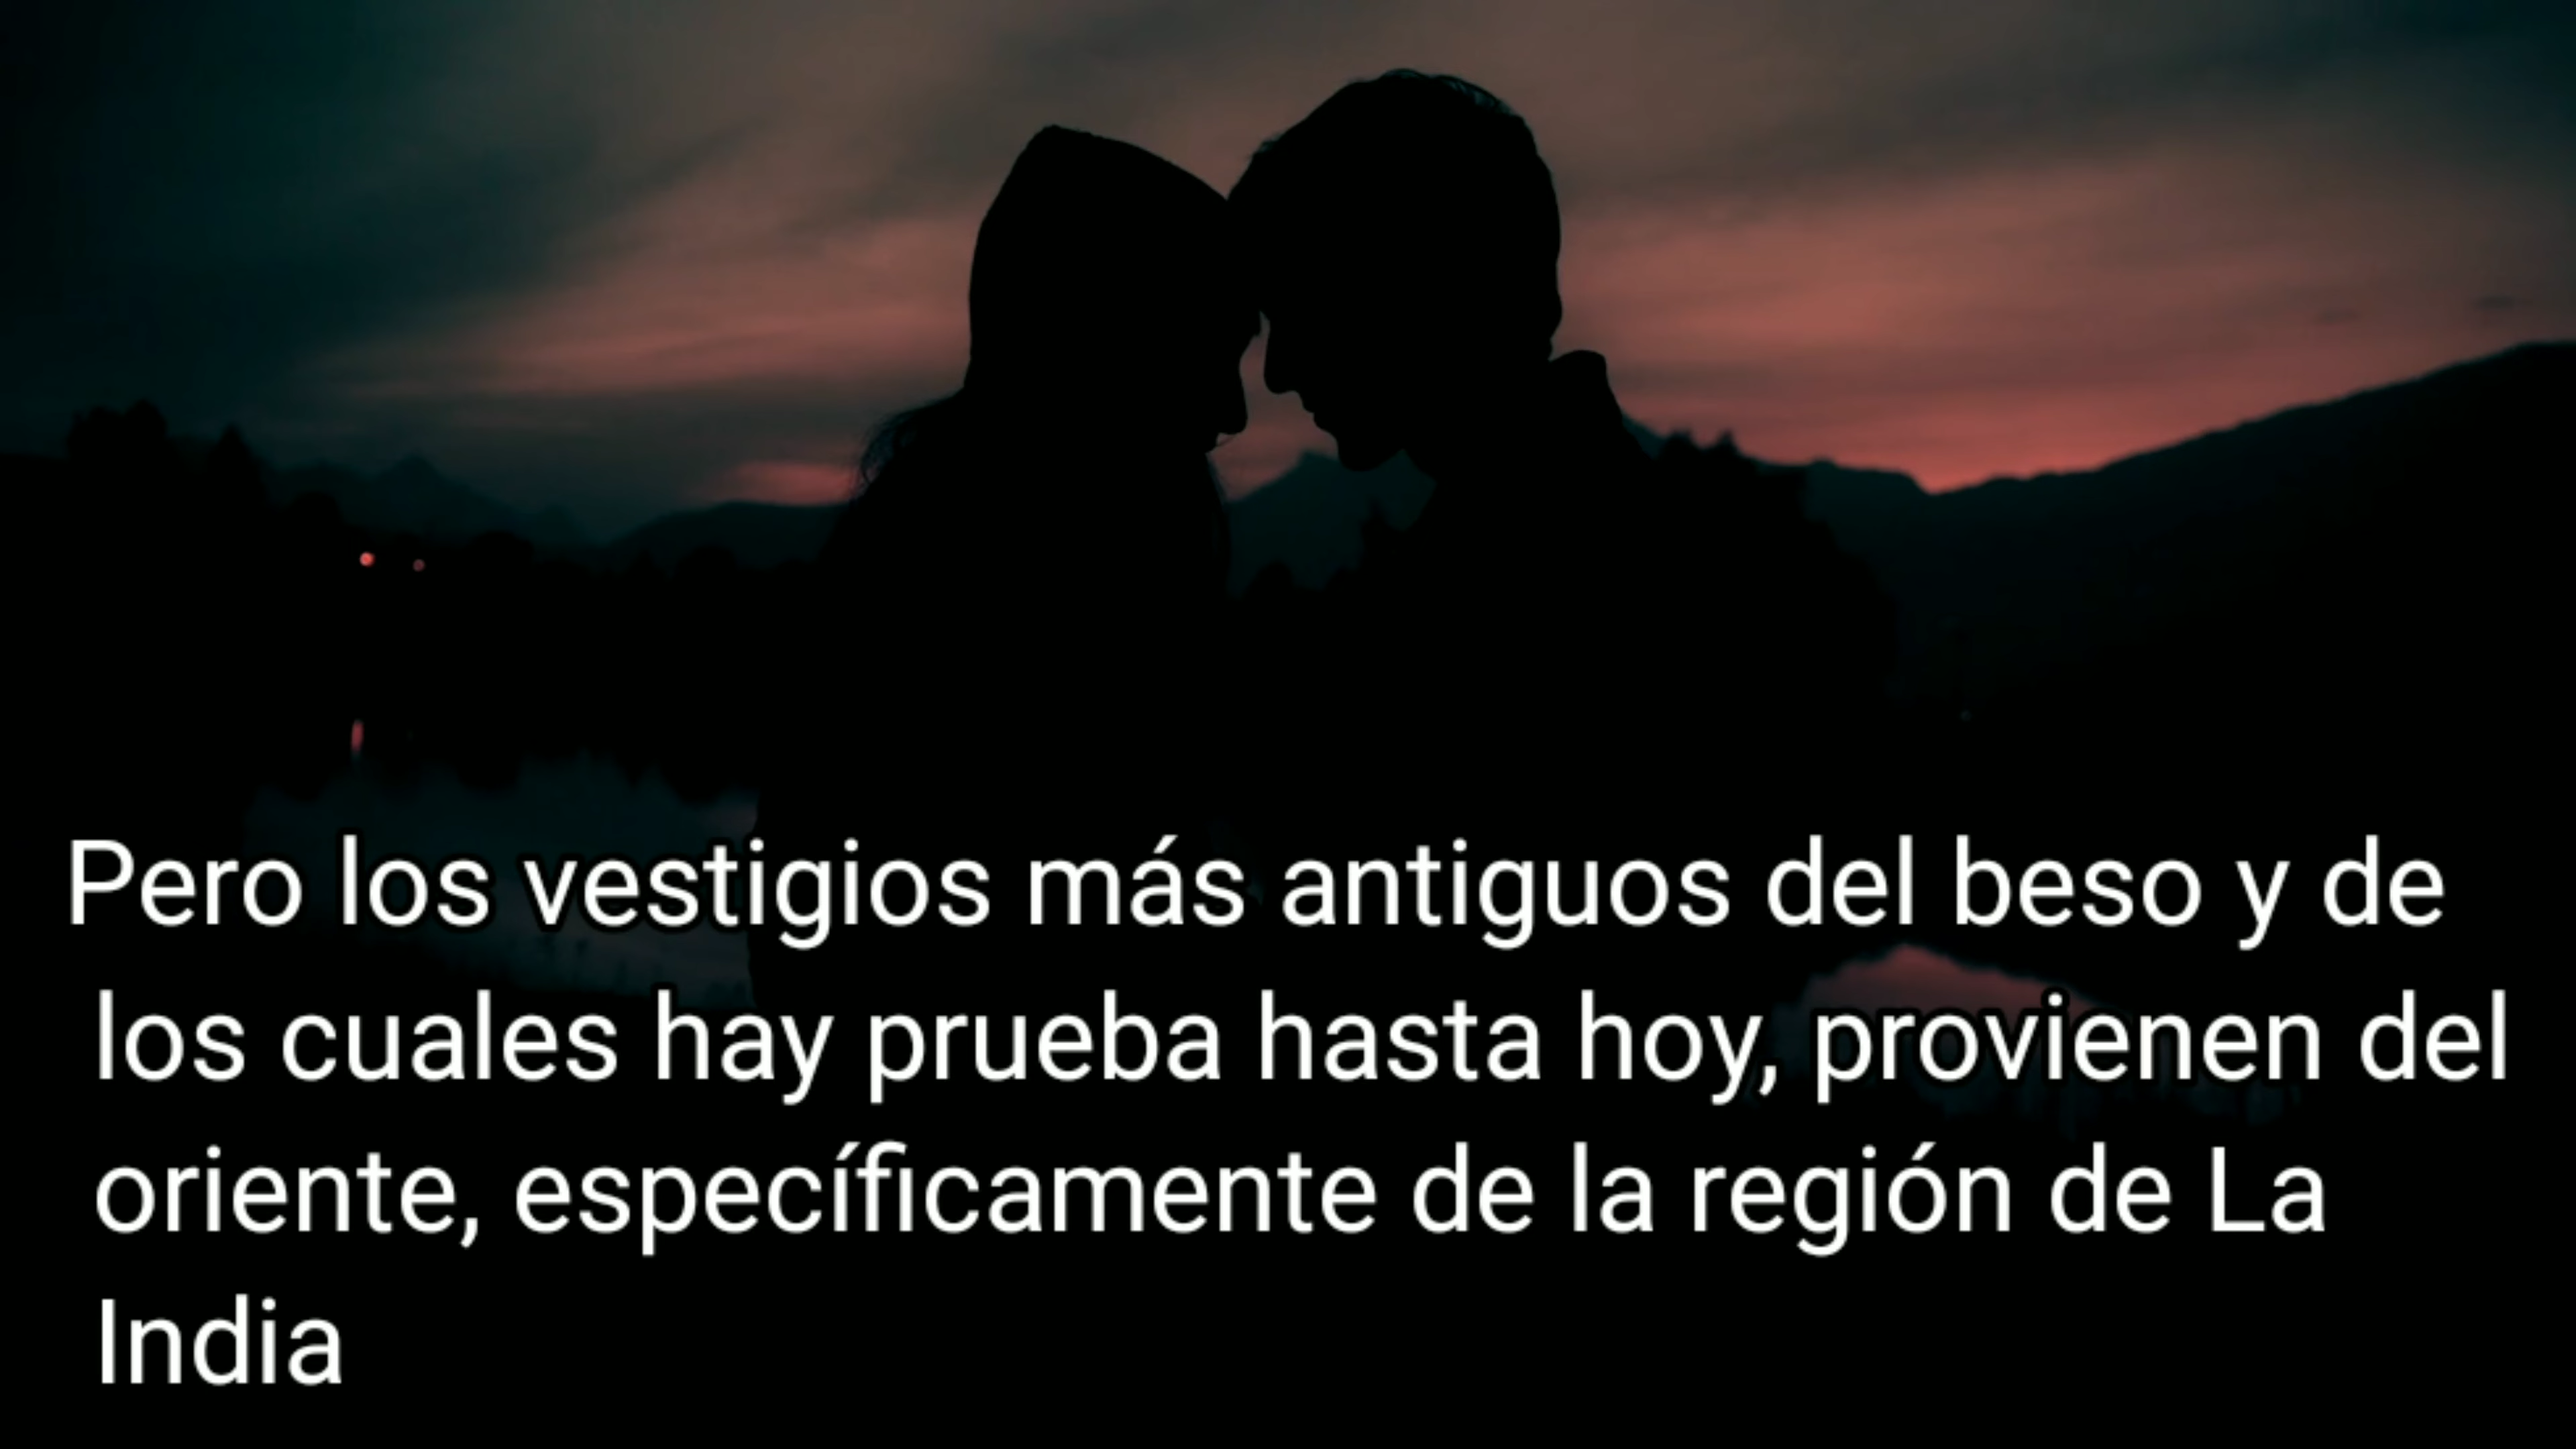 Pero los vestigios más antiguos del beso y de
los cuales hay prueba hasta hoy, provienen del
oriente, específicamente de la región de La
India